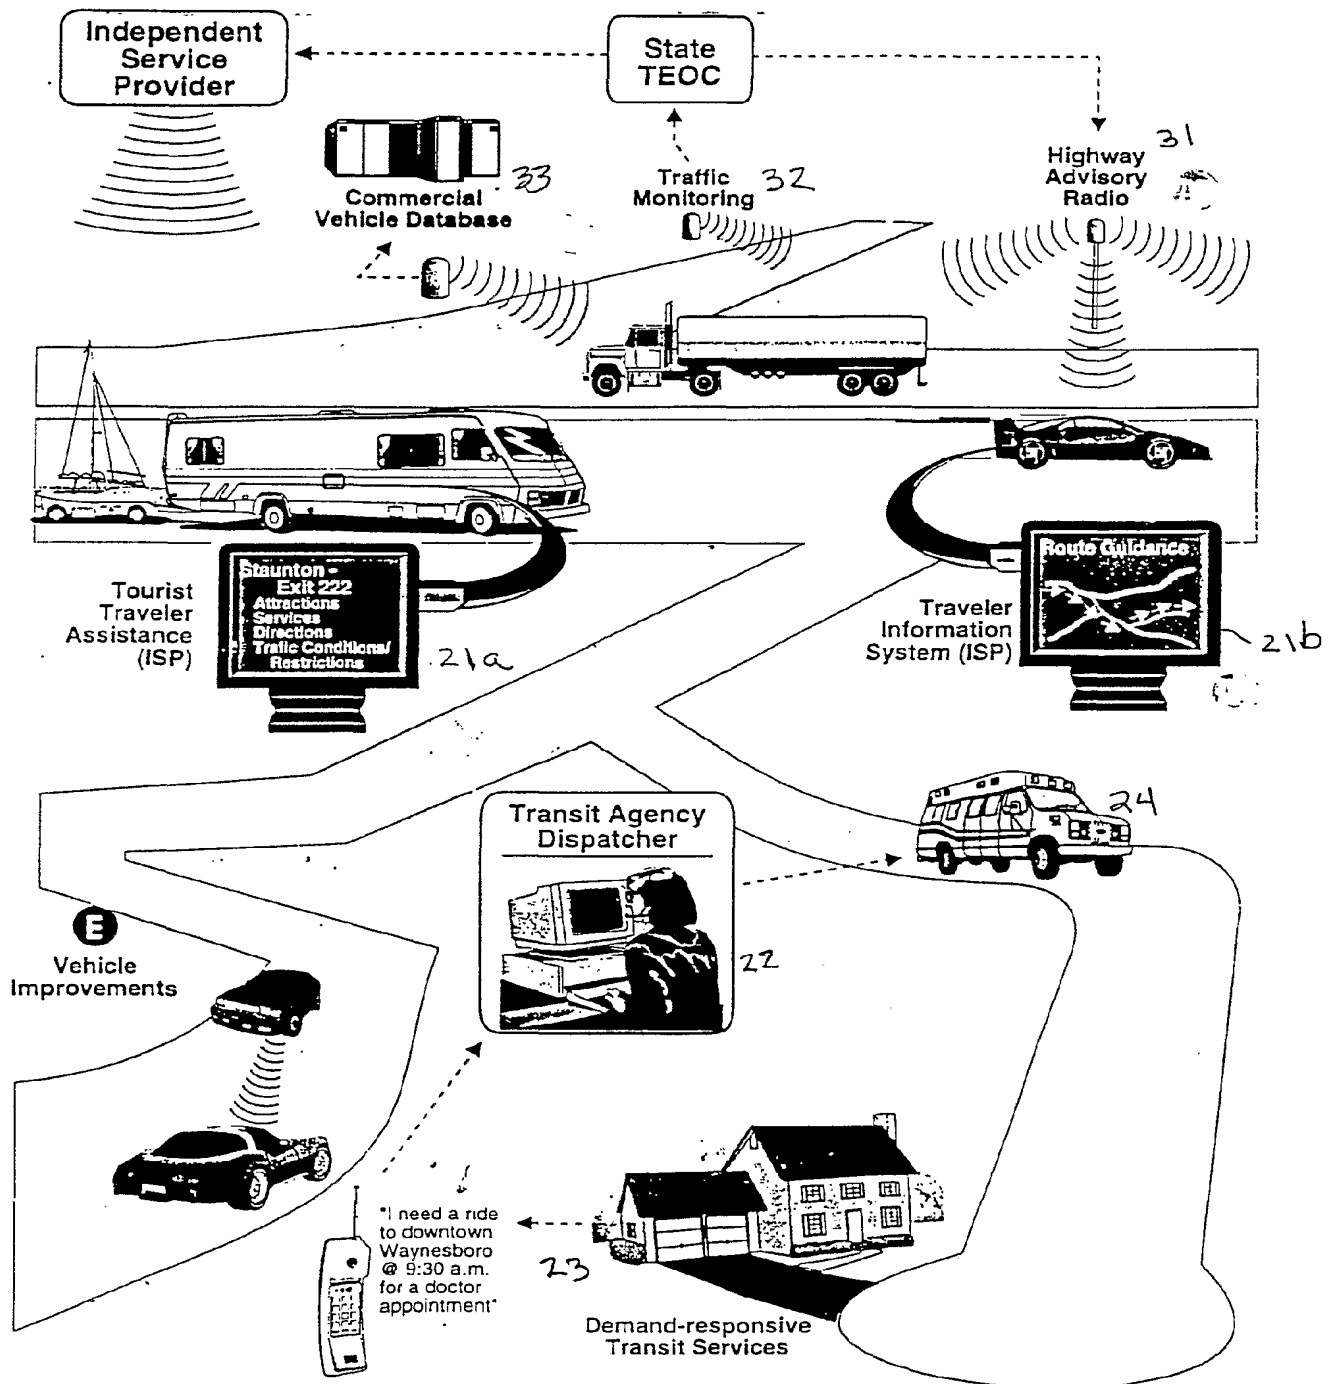 Independent
Service
Provider
State
TEOC
31
Highway
Advisory
Radio
33
Commercial
Vehicle Database
Traffic
Monitoring
32
Tourist
Traveler
Assistance
(ISP)
Staunton -
Exit 222
Attractions
Services
Directions
Traffic Conditions/
Restrictions
21a
Route Guidance
Traveler
Information
System (ISP)
21b
Transit Agency
Dispatcher
24
22
E
Vehicle
Improvements
"I need a ride
to downtown
Waynesboro
@ 9:30 a.m.
for a doctor
appointment"
23
Demand-responsive
Transit Services